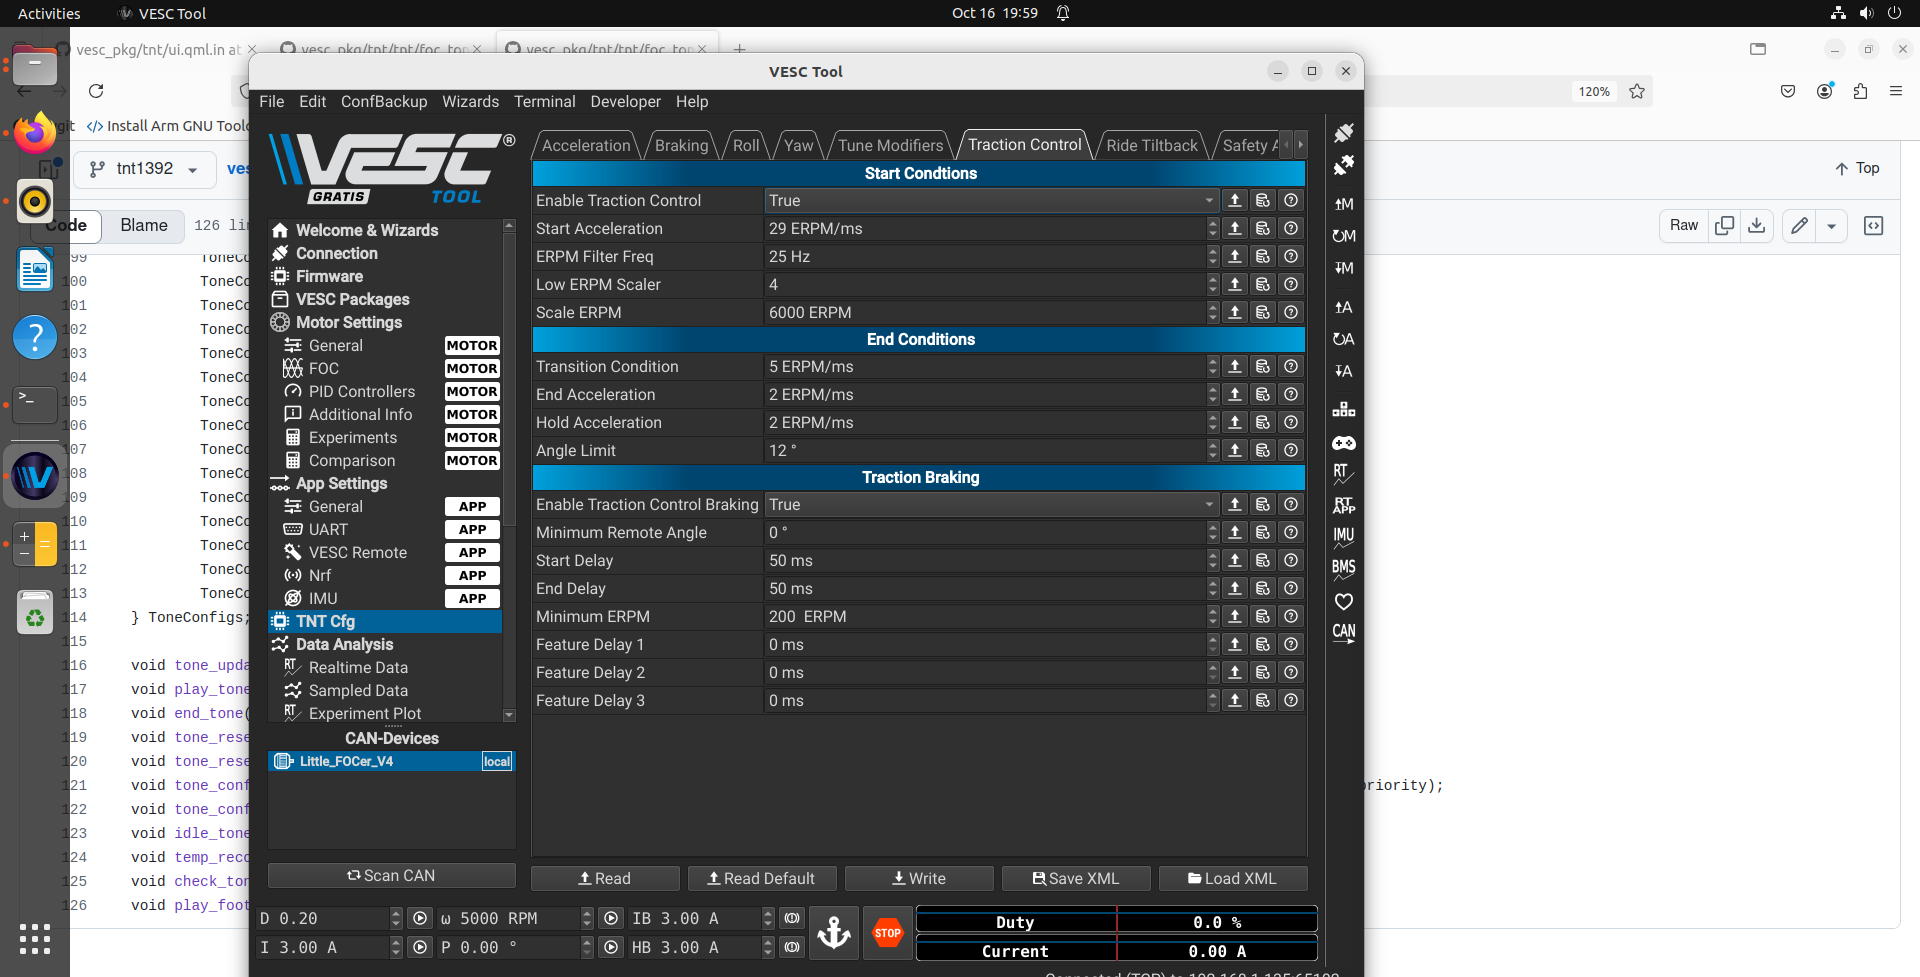 Activities
VESC Tool
Oct 16 19:59
vesc_pkg/tnt/ui.qml.in at
vesc_pkg/tnt/tnt/foc_to
vesc_pkg/tnt/tnt/foc_to
VESC Tool
120%
git
Install Arm GNU Toolc
File Edit ConfBackup Wizards Terminal Developer Help
tnt1392
ves
Top
Code Blame 126 lin
Raw
VESC®
GRATIS TOOL
Acceleration Braking Roll Yaw Tune Modifiers Traction Control Ride Tiltback Safety A
Start Condtions
Enable Traction Control True
Start Acceleration 29 ERPM/ms
ERPM Filter Freq 25 Hz
Low ERPM Scaler 4
Scale ERPM 6000 ERPM
End Conditions
Transition Condition 5 ERPM/ms
End Acceleration 2 ERPM/ms
Hold Acceleration 2 ERPM/ms
Angle Limit 12 °
Traction Braking
Enable Traction Control Braking True
Minimum Remote Angle 0 °
Start Delay 50 ms
End Delay 50 ms
Minimum ERPM 200 ERPM
Feature Delay 1 0 ms
Feature Delay 2 0 ms
Feature Delay 3 0 ms
Welcome & Wizards
Connection
Firmware
VESC Packages
Motor Settings
General MOTOR
FOC MOTOR
PID Controllers MOTOR
Additional Info MOTOR
Experiments MOTOR
Comparison MOTOR
App Settings
General APP
UART APP
VESC Remote APP
Nrf APP
IMU APP
TNT Cfg
Data Analysis
Realtime Data
Sampled Data
Experiment Plot
CAN-Devices
Little_FOCer_V4 local
Scan CAN
Read Read Default Write Save XML Load XML
D 0.20 ω 5000 RPM IB 3.00 A
I 3.00 A P 0.00 ° HB 3.00 A
STOP
Duty 0.0 %
Current 0.00 A
M
M
M
A
A
A
RT
RT
APP
IMU
BMS
CAN
99 ToneCo
100 ToneCo
101 ToneCo
102 ToneCo
103 ToneCo
104 ToneCo
105 ToneCo
106 ToneCo
107 ToneCo
108 ToneCo
109 ToneCo
110 ToneCo
111 ToneCo
112 ToneCo
113 ToneCo
114 } ToneConfigs;
115
116 void tone_upda
117 void play_tone
118 void end_tone(
119 void tone_rese
120 void tone_rese
121 void tone_conf
priority);
122 void tone_conf
123 void idle_tone
124 void temp_reco
125 void check_ton
126 void play_foot